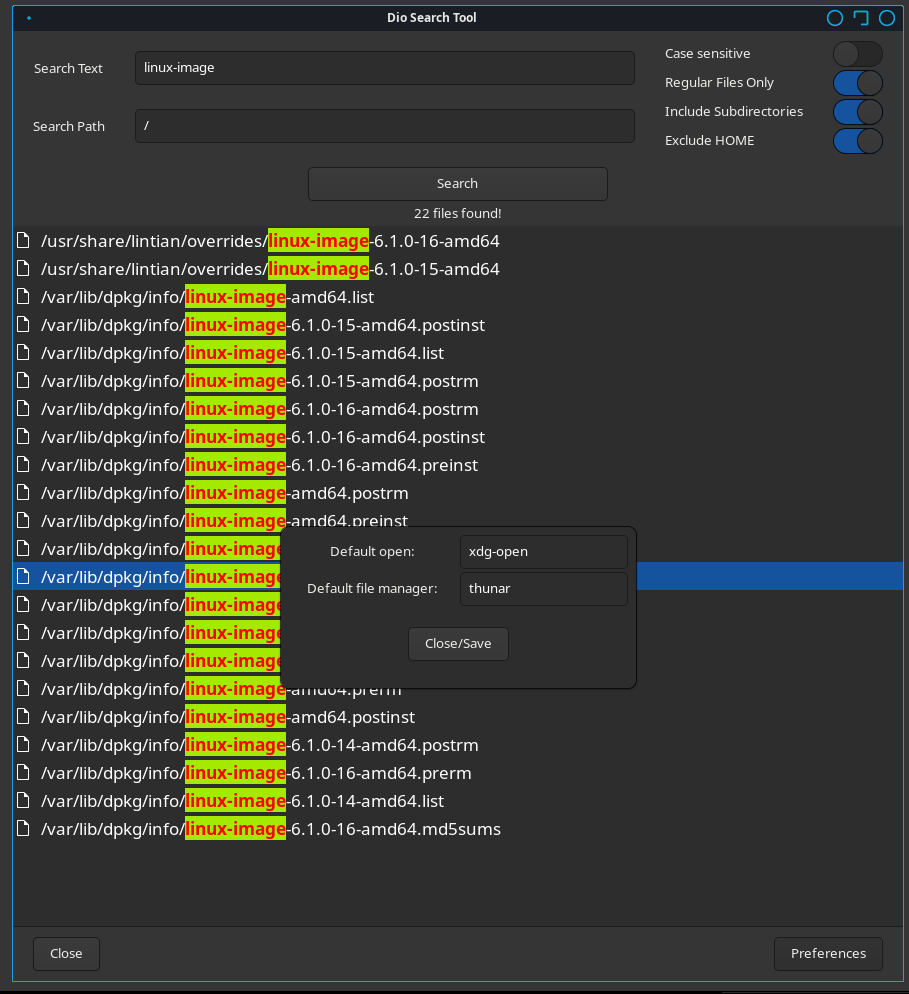 Dio Search Tool
Search Text
linux-image
Search Path
/
Case sensitive
Regular Files Only
Include Subdirectories
Exclude HOME
Search
22 files found!
/usr/share/lintian/overrides/linux-image-6.1.0-16-amd64
/usr/share/lintian/overrides/linux-image-6.1.0-15-amd64
/var/lib/dpkg/info/linux-image-amd64.list
/var/lib/dpkg/info/linux-image-6.1.0-15-amd64.postinst
/var/lib/dpkg/info/linux-image-6.1.0-15-amd64.list
/var/lib/dpkg/info/linux-image-6.1.0-15-amd64.postrm
/var/lib/dpkg/info/linux-image-6.1.0-16-amd64.postrm
/var/lib/dpkg/info/linux-image-6.1.0-16-amd64.postinst
/var/lib/dpkg/info/linux-image-6.1.0-16-amd64.preinst
/var/lib/dpkg/info/linux-image-amd64.postrm
/var/lib/dpkg/info/linux-image-amd64.preinst
/var/lib/dpkg/info/linux-image
/var/lib/dpkg/info/linux-image
/var/lib/dpkg/info/linux-image
/var/lib/dpkg/info/linux-image
/var/lib/dpkg/info/linux-image
/var/lib/dpkg/info/linux-image-amd64.prerm
/var/lib/dpkg/info/linux-image-amd64.postinst
/var/lib/dpkg/info/linux-image-6.1.0-14-amd64.postrm
/var/lib/dpkg/info/linux-image-6.1.0-16-amd64.prerm
/var/lib/dpkg/info/linux-image-6.1.0-14-amd64.list
/var/lib/dpkg/info/linux-image-6.1.0-16-amd64.md5sums
Default open:
xdg-open
Default file manager:
thunar
Close/Save
Close
Preferences